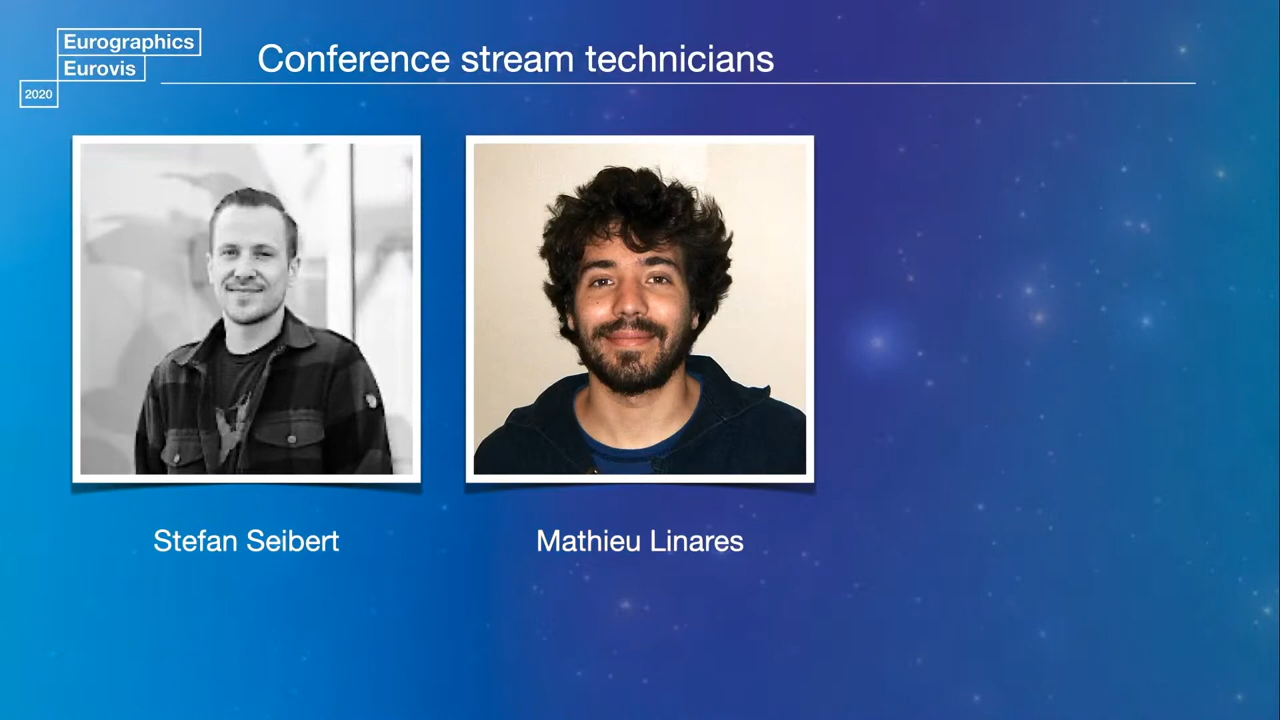 Eurographics
Eurovis
2020
Conference stream technicians
Stefan Seibert
Mathieu Linares